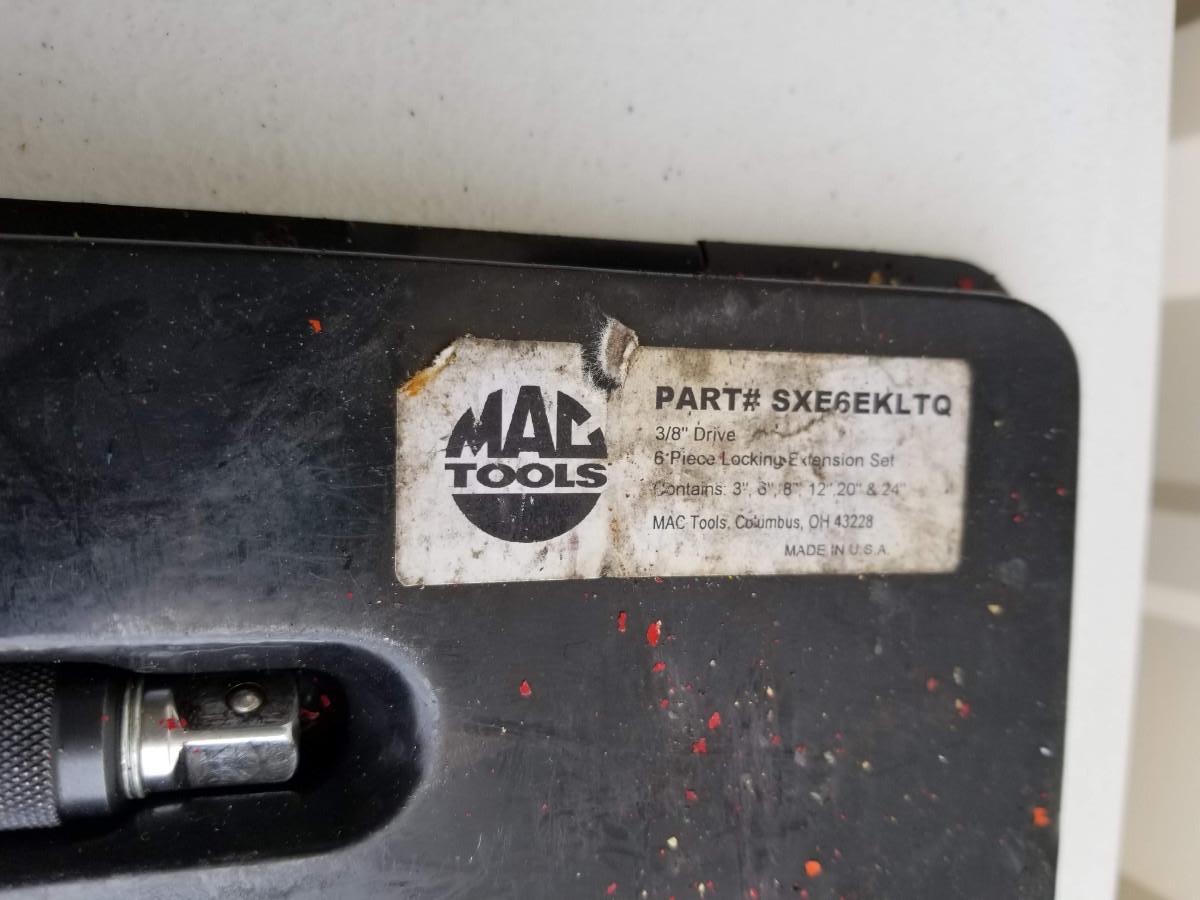 MAC
TOOLS
PART# SXE6EKLTQ
3/8" Drive
6 Piece Locking Extension Set
Contains: 3", 6", 8", 12", 20" & 24"
MAC Tools, Columbus, OH 43228
MADE IN U.S.A.